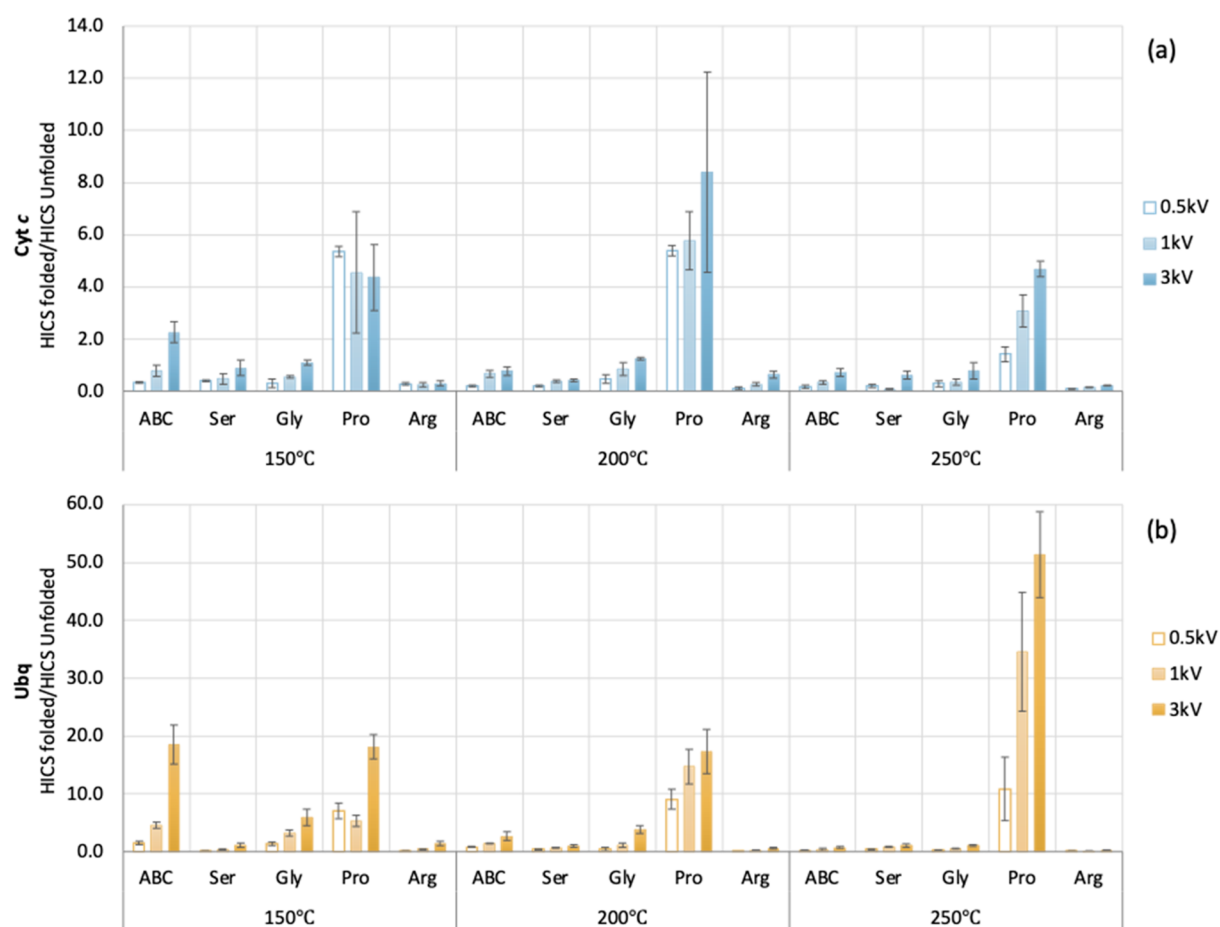 14.0
(a)
12.0
10.0
8.0
6.0
4.0
2.0
0.0
Cyt c
HICS folded/HICS Unfolded
0.5kV
1kV
3kV
ABC Ser Gly Pro Arg ABC Ser Gly Pro Arg ABC Ser Gly Pro Arg
150℃ 200℃ 250℃
60.0
(b)
50.0
40.0
30.0
20.0
10.0
0.0
Ubq
HICS folded/HICS Unfolded
0.5kV
1kV
3kV
ABC Ser Gly Pro Arg ABC Ser Gly Pro Arg ABC Ser Gly Pro Arg
150℃ 200℃ 250℃